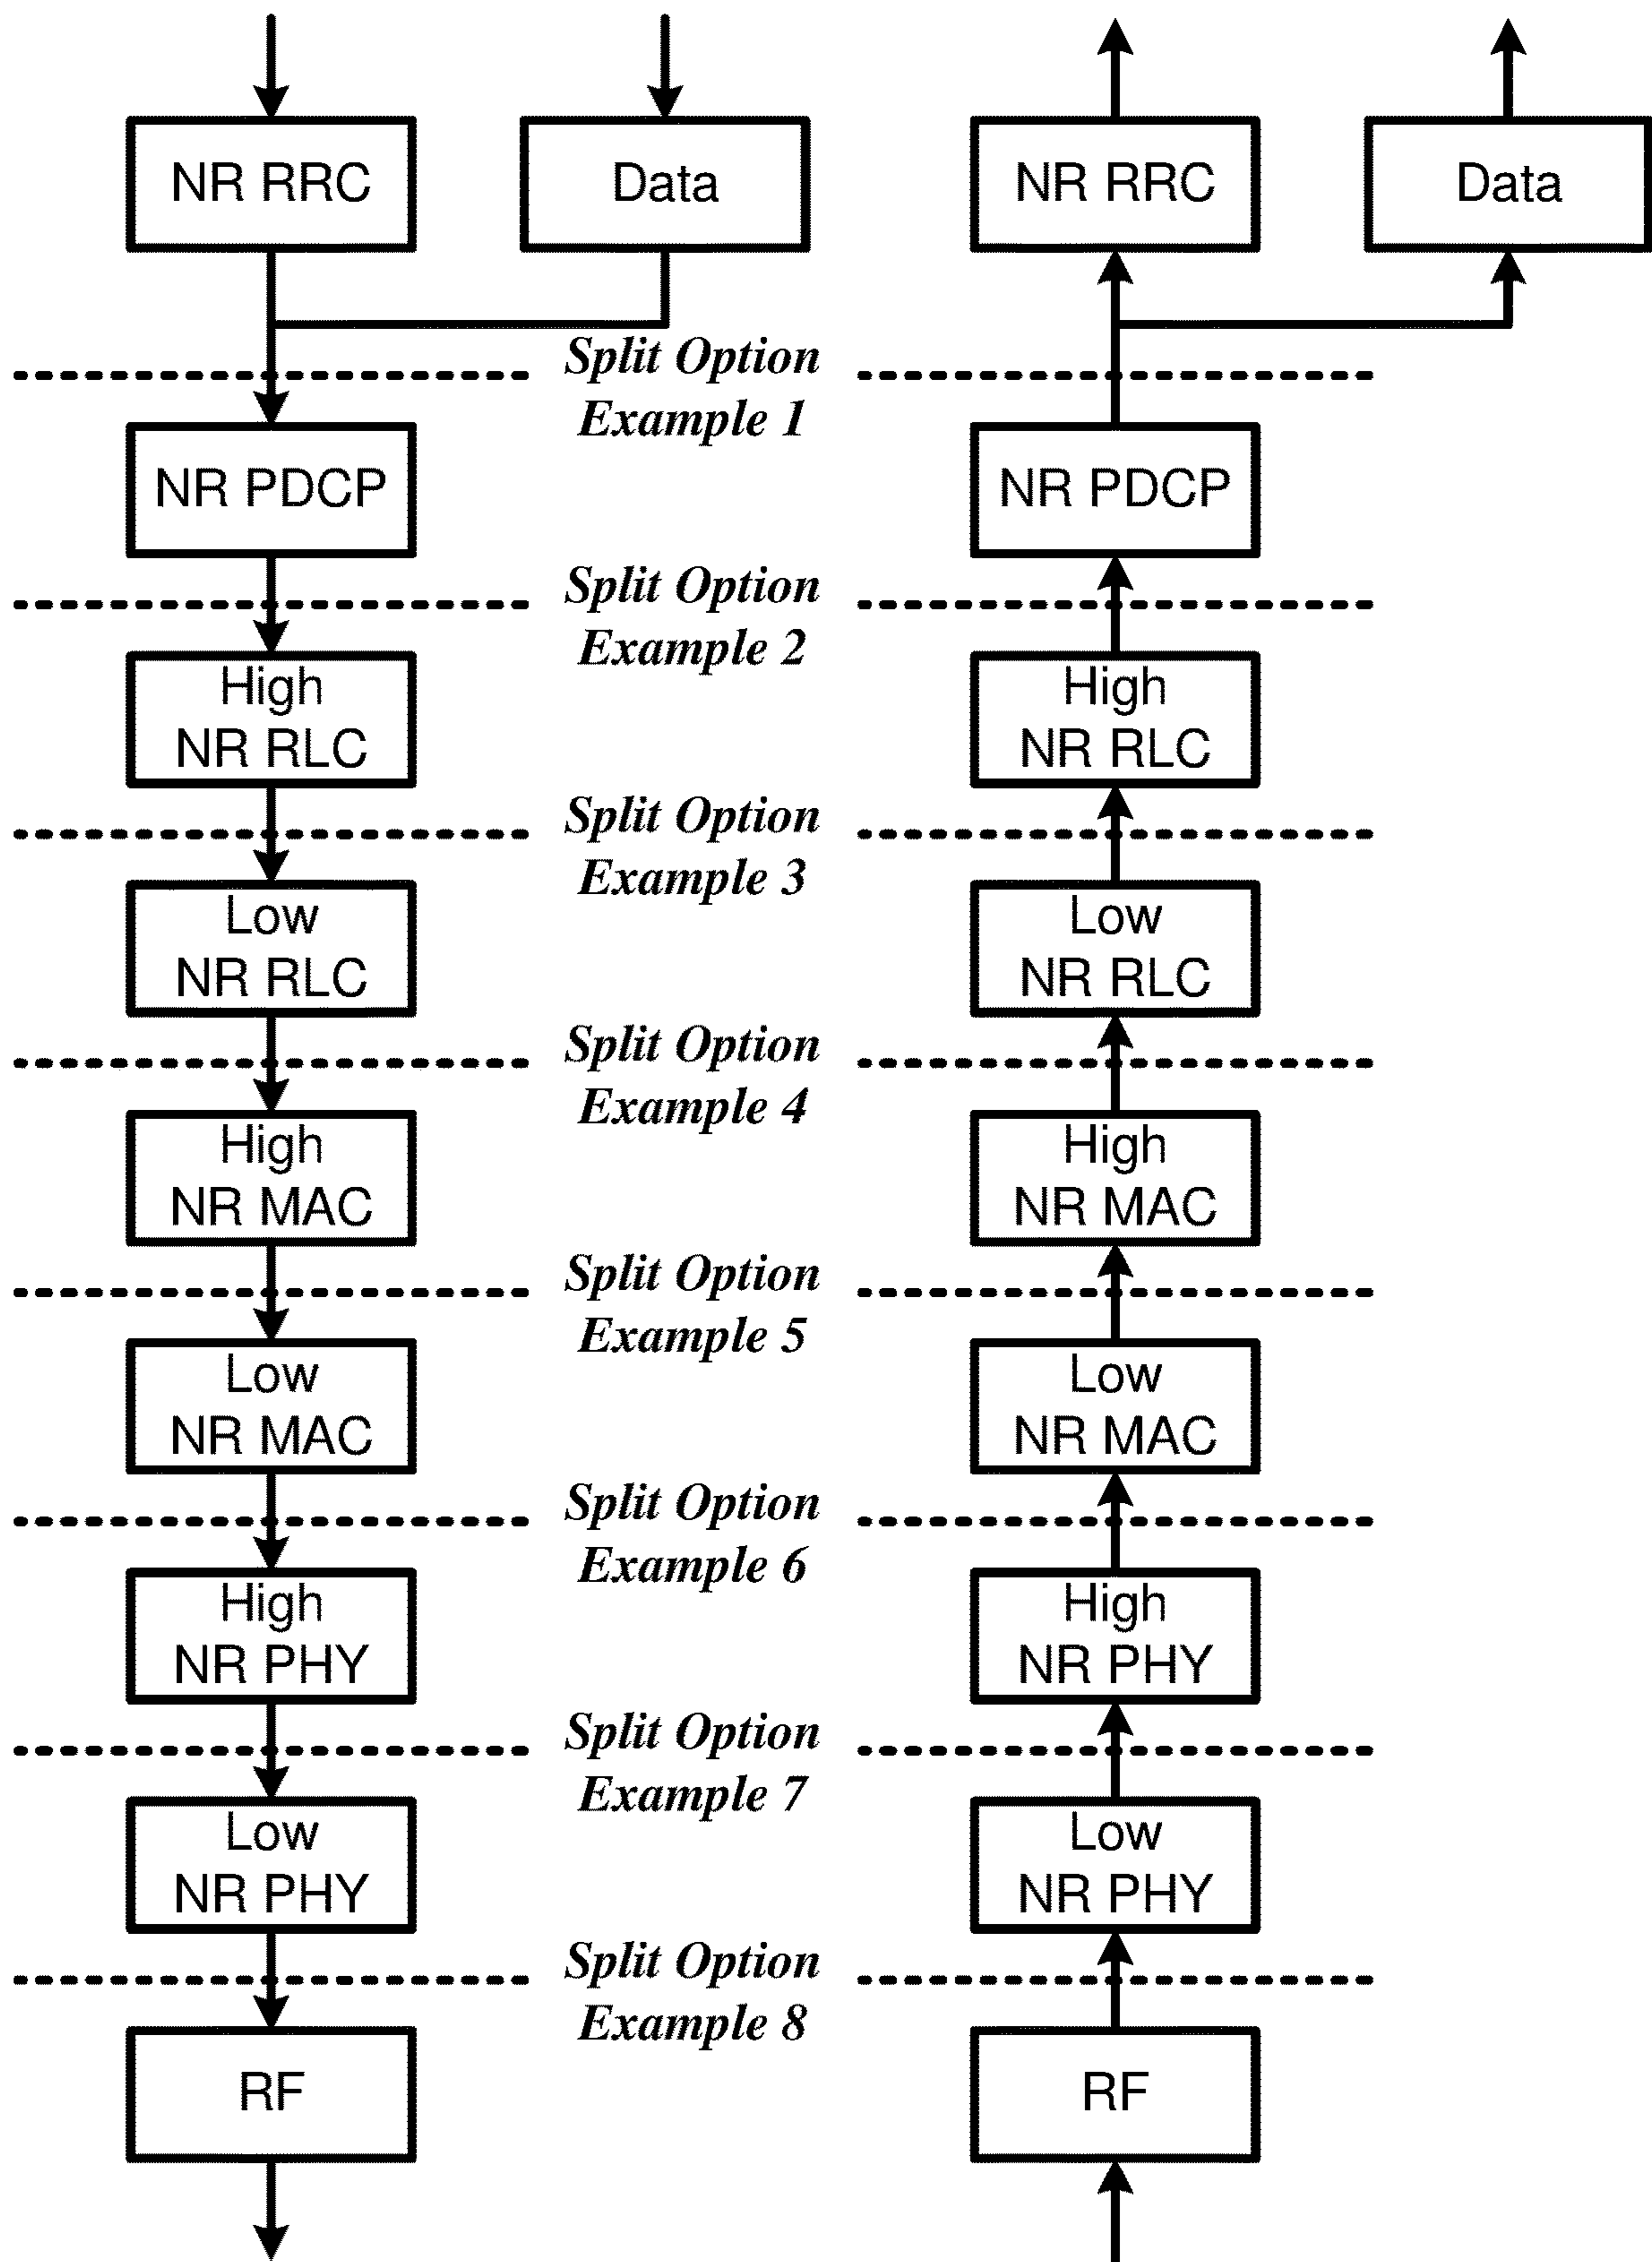 NR RRC
Data
NR RRC
Data
Split Option
Example 1
NR PDCP
NR PDCP
Split Option
Example 2
High
NR RLC
High
NR RLC
Split Option
Example 3
Low
NR RLC
Low
NR RLC
Split Option
Example 4
High
NR MAC
High
NR MAC
Split Option
Example 5
Low
NR MAC
Low
NR MAC
Split Option
Example 6
High
NR PHY
High
NR PHY
Split Option
Example 7
Low
NR PHY
Low
NR PHY
Split Option
Example 8
RF
RF